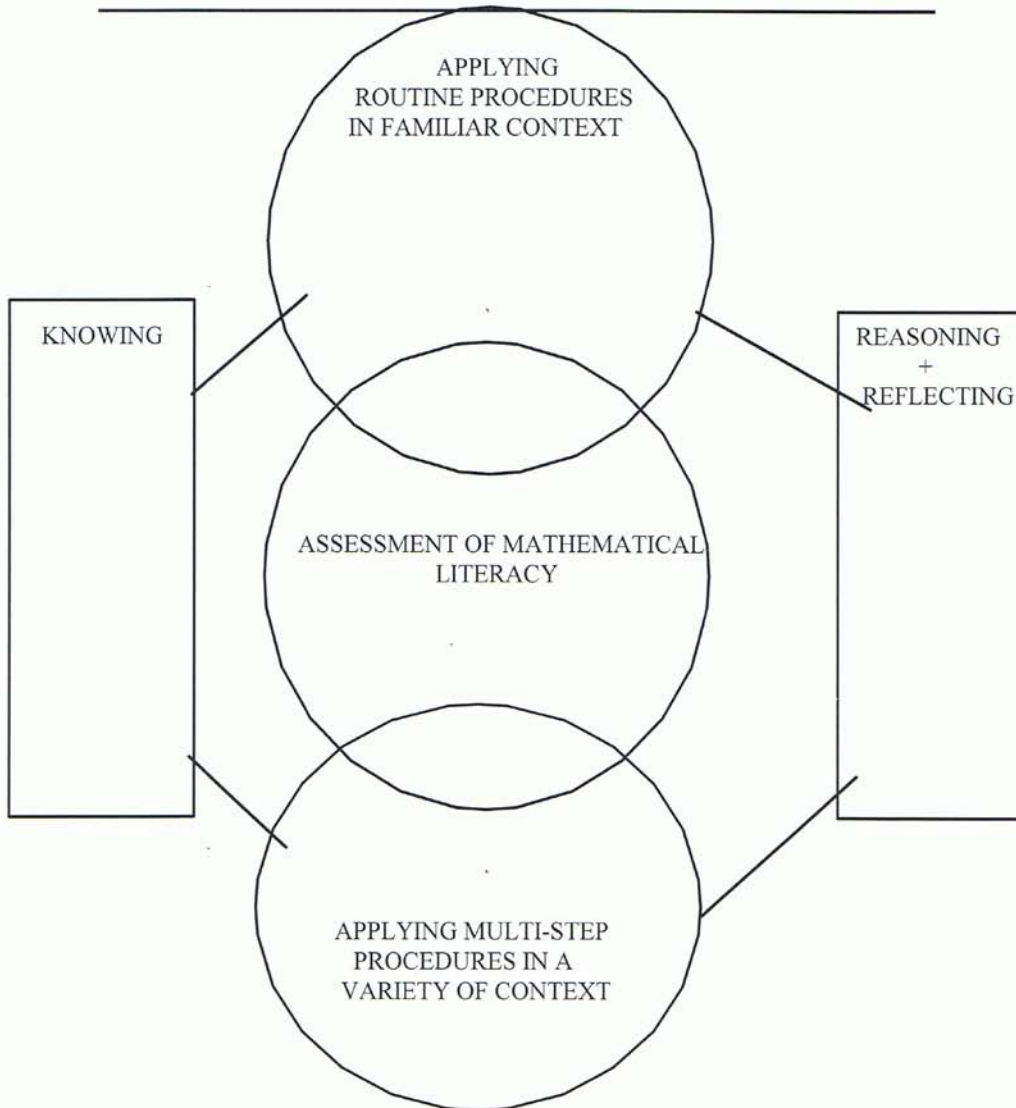 APPLYING
ROUTINE PROCEDURES
IN FAMILIAR CONTEXT
KNOWING
REASONING
+
REFLECTING
ASSESSMENT OF MATHEMATICAL
LITERACY
APPLYING MULTI-STEP
PROCEDURES IN A
VARIETY OF CONTEXT